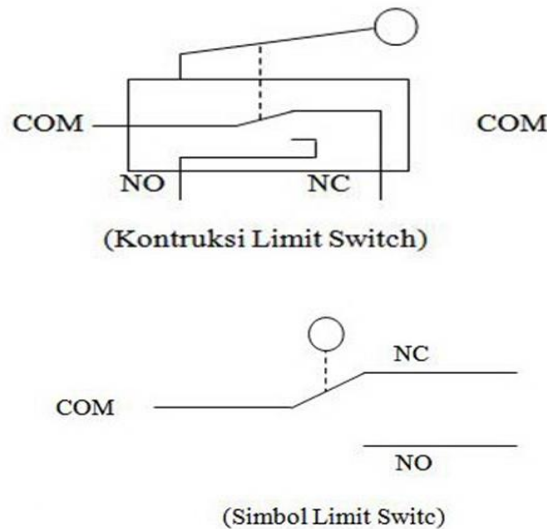 COM COM
NO NC
(Kontruksi Limit Switch)
NC
COM
NO
(Simbol Limit Switc)